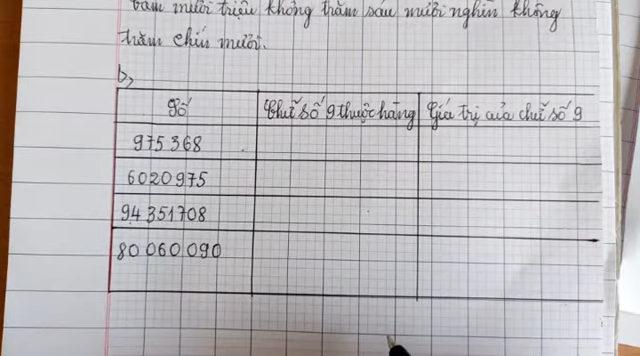 tám mươi triệu không trăm sáu mươi nghìn không
trăm chín mươi.
b,
Số Chữ số 9 thuộc hàng Giá trị của chữ số 9
975 368
6020975
94 351708
80 060 090